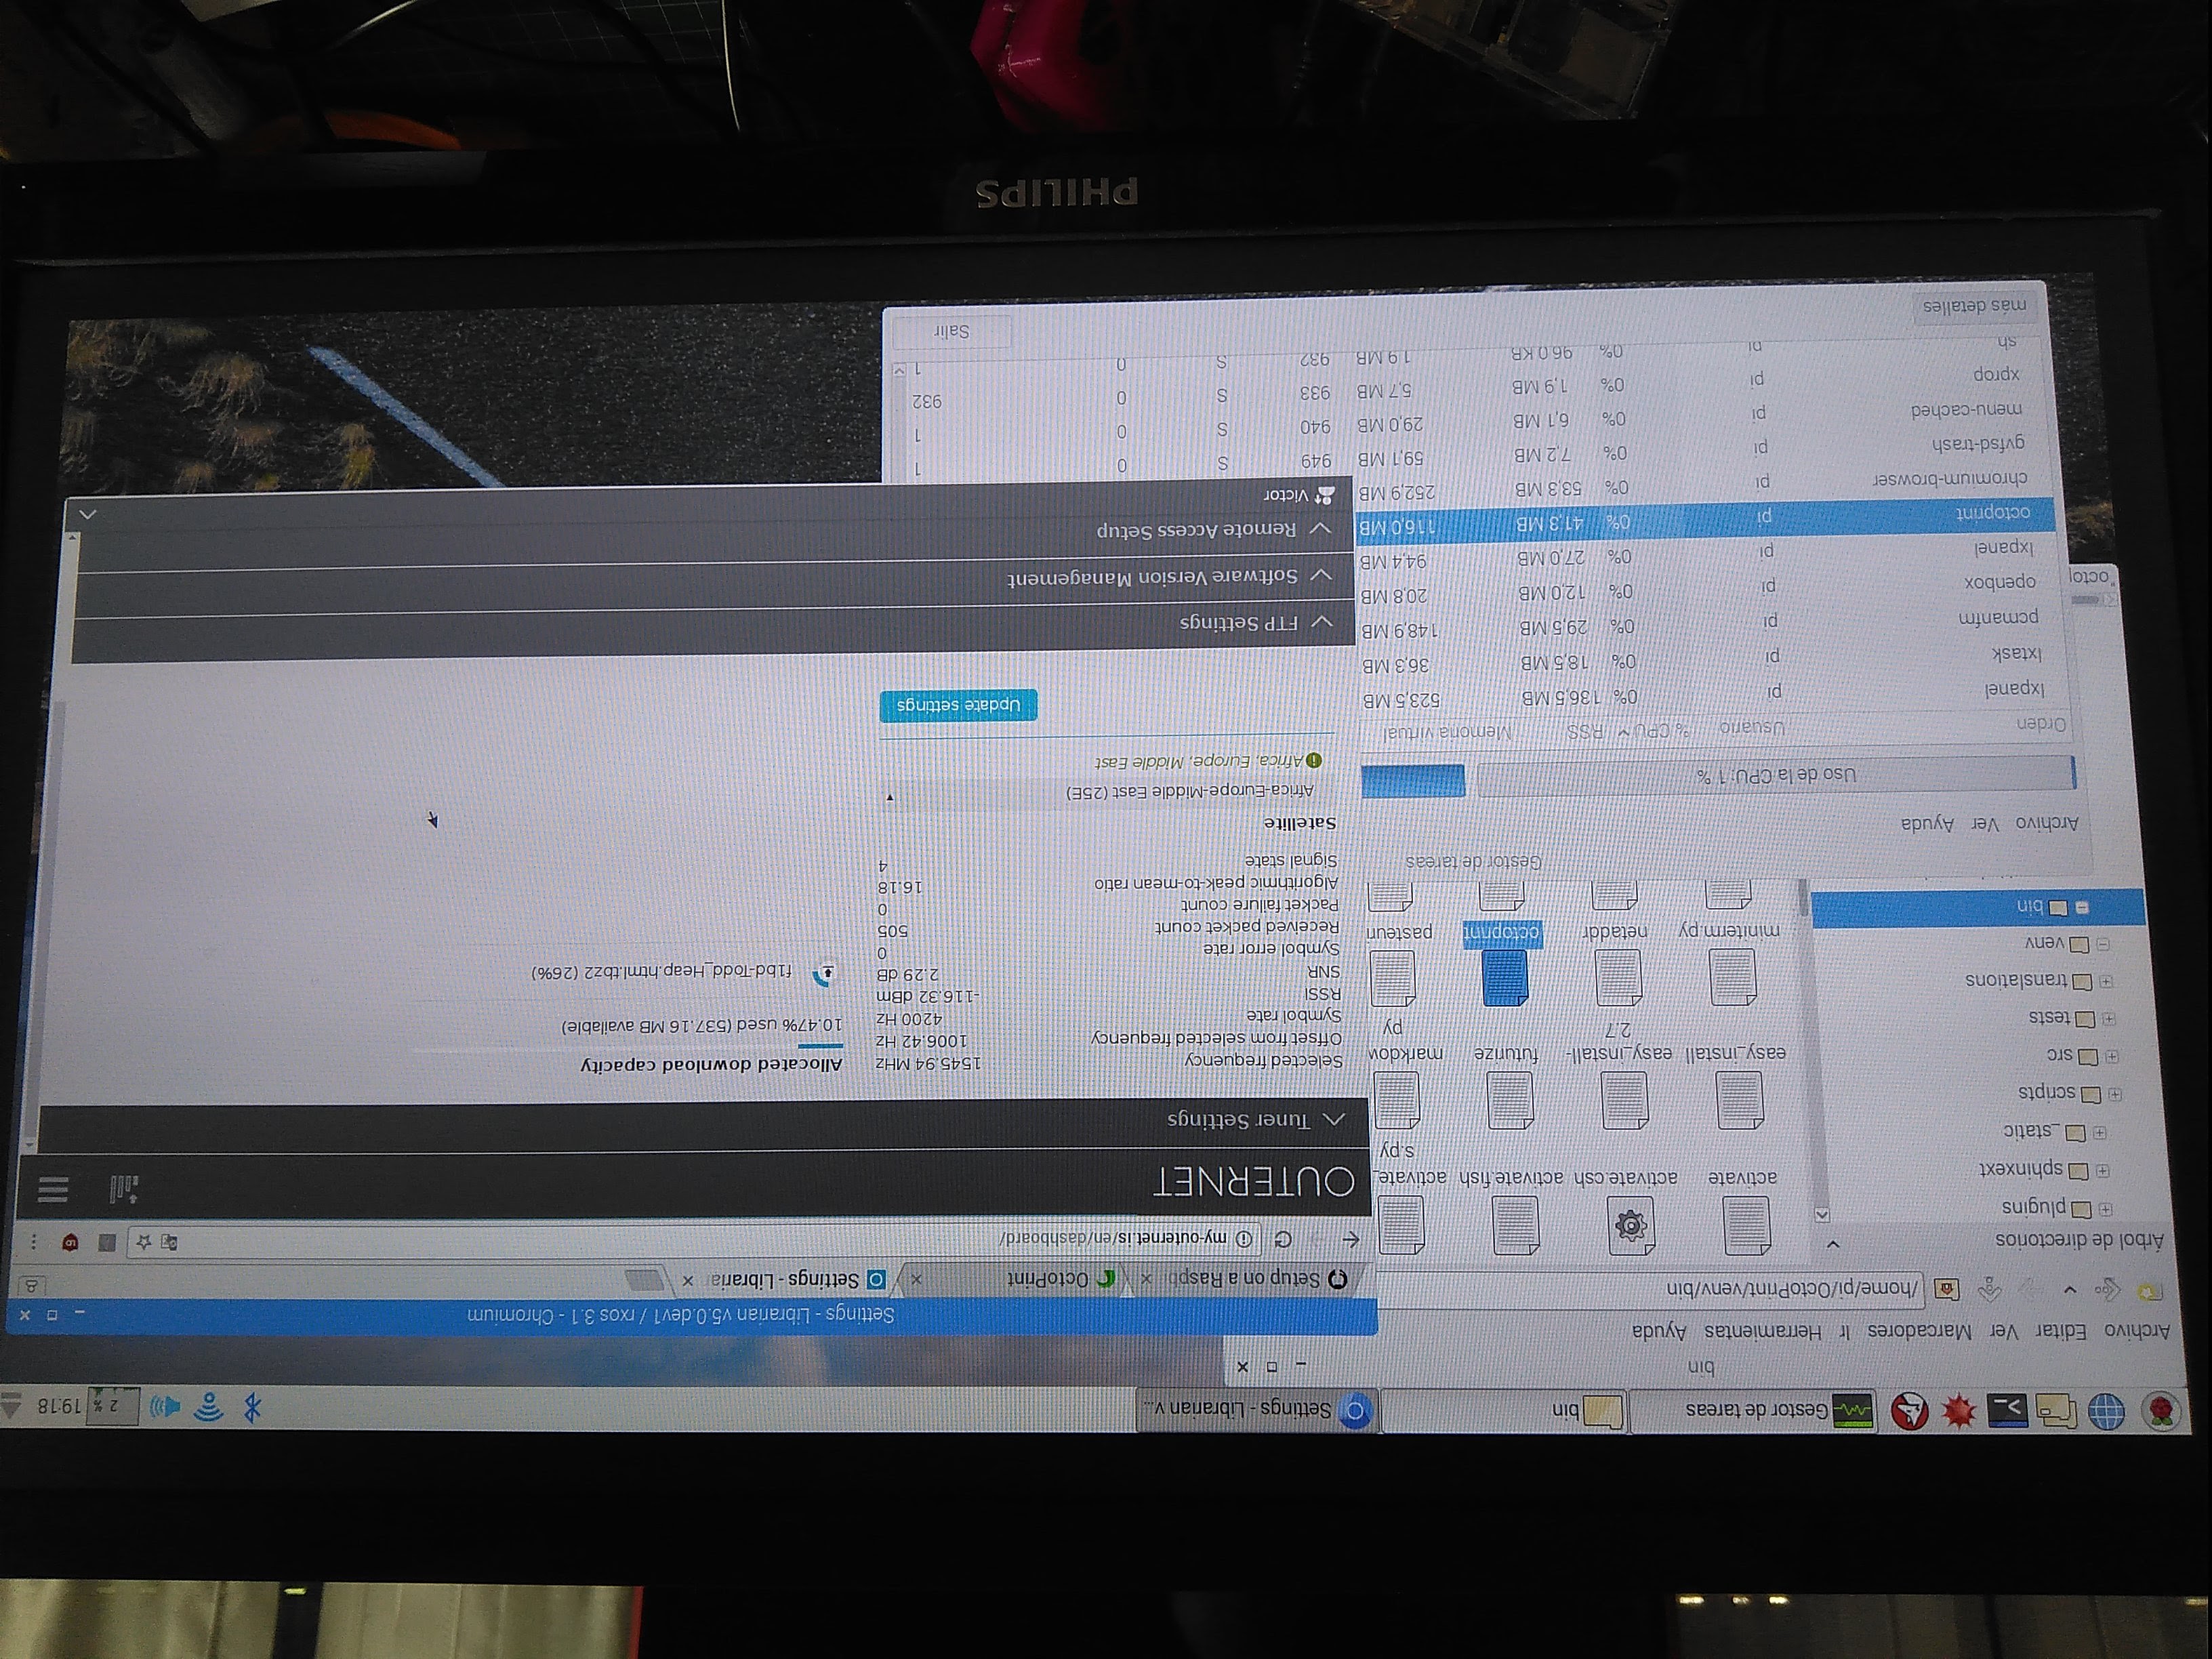 Gestor de tareas
bin
Settings - Librarian v...
2 %
19:18
bin
Archivo Editar Ver Marcadores Ir Herramientas Ayuda
/home/pi/OctoPrint/venv/bin
Árbol de directorios
plugins
sphinxext
_static
scripts
src
tests
translations
venv
bin
activate
activate.csh
activate.fish
activate_
s.py
easy_install
easy_install-
2.7
futurize
markdow
py
miniterm.py
netaddr
octoprint
pasteuri
"octo
Settings - Librarian v5.0.dev1 / rxos 3.1 - Chromium
Setup on a Raspb
OctoPrint
Settings - Libraria
my-outernet.is/en/dashboard/
OUTERNET
Tuner Settings
Selected frequency 1545.94 MHz
Offset from selected frequency 1006.42 Hz
Symbol rate 4200 Hz
RSSI -116.32 dBm
SNR 2.29 dB
Symbol error rate 0
Received packet count 505
Packet failure count 0
Algorithmic peak-to-mean ratio 16.18
Signal state 4
Allocated download capacity
10.47% used (537.16 MB available)
f1bd-Todd_Heap.html.tbz2 (26%)
Satellite
Africa-Europe-Middle East (25E)
Africa, Europe, Middle East
Update settings
FTP Settings
Software Version Management
Remote Access Setup
Victor
Gestor de tareas
Archivo Ver Ayuda
Uso de la CPU: 1 %
Orden Usuario % CPU RSS Memoria virtual
lxpanel pi 0% 136,5 MB 523,5 MB
lxtask pi 0% 18,5 MB 36,3 MB
pcmanfm pi 0% 29,5 MB 148,9 MB
openbox pi 0% 12,0 MB 20,8 MB
lxpanel pi 0% 27,0 MB 94,4 MB
octoprint pi 0% 41,3 MB 116,0 MB
chromium-browser pi 0% 53,3 MB 252,9 MB
gvfsd-trash pi 0% 7,2 MB 59,1 MB 949 S 0 1
menu-cached pi 0% 6,1 MB 29,0 MB 940 S 0 1
xprop pi 0% 1,9 MB 5,7 MB 933 S 0 932
sh pi 0% 96,0 KB 1,9 MB 932 S 0 1
más detalles
Salir
PHILIPS